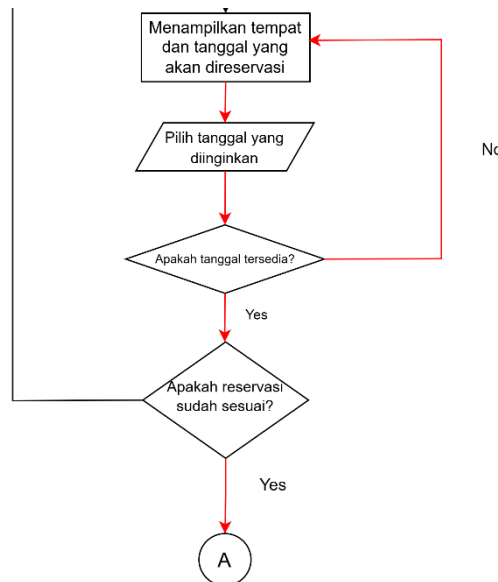 Menampilkan tempat
dan tanggal yang
akan direservasi
Pilih tanggal yang
diinginkan
No
Apakah tanggal tersedia?
Yes
Apakah reservasi
sudah sesuai?
Yes
A